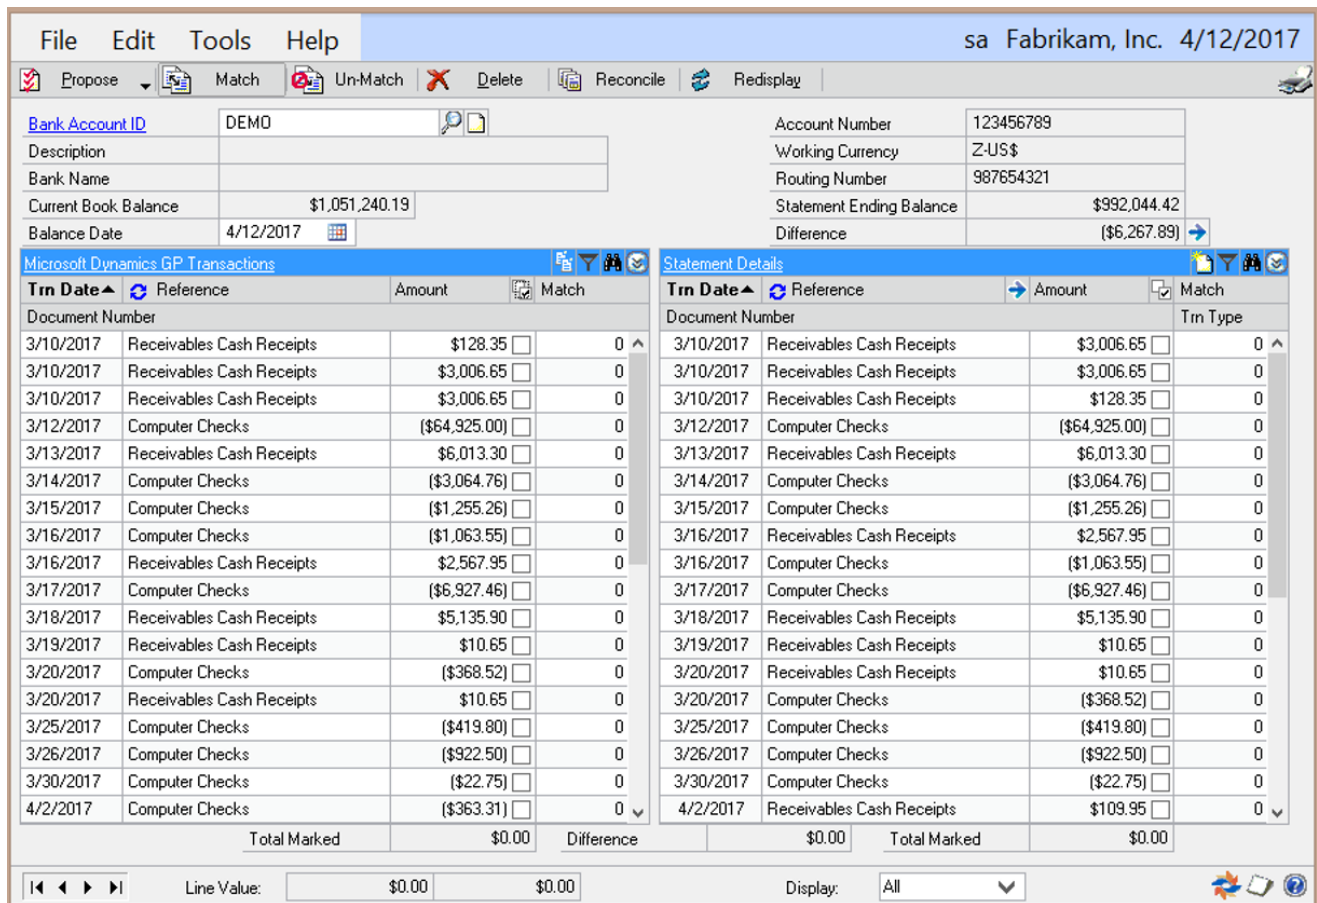 File Edit Tools Help sa Fabrikam, Inc. 4/12/2017
Propose Match Un-Match Delete Reconcile Redisplay
Bank Account ID DEMO Account Number 123456789
Description Working Currency Z-US$
Bank Name Routing Number 987654321
Current Book Balance $1,051,240.19 Statement Ending Balance $992,044.42
Balance Date 4/12/2017 Difference ($6,267.89)
Microsoft Dynamics GP Transactions Statement Details
Trn Date Reference Amount Match Trn Date Reference Amount Match
Document Number Document Number Trn Type
3/10/2017 Receivables Cash Receipts $128.35 0 3/10/2017 Receivables Cash Receipts $3,006.65 0
3/10/2017 Receivables Cash Receipts $3,006.65 0 3/10/2017 Receivables Cash Receipts $3,006.65 0
3/10/2017 Receivables Cash Receipts $3,006.65 0 3/10/2017 Receivables Cash Receipts $128.35 0
3/12/2017 Computer Checks ($64,925.00) 0 3/12/2017 Computer Checks ($64,925.00) 0
3/13/2017 Receivables Cash Receipts $6,013.30 0 3/13/2017 Receivables Cash Receipts $6,013.30 0
3/14/2017 Computer Checks ($3,064.76) 0 3/14/2017 Computer Checks ($3,064.76) 0
3/15/2017 Computer Checks ($1,255.26) 0 3/15/2017 Computer Checks ($1,255.26) 0
3/16/2017 Computer Checks ($1,063.55) 0 3/16/2017 Receivables Cash Receipts $2,567.95 0
3/16/2017 Receivables Cash Receipts $2,567.95 0 3/16/2017 Computer Checks ($1,063.55) 0
3/17/2017 Computer Checks ($6,927.46) 0 3/17/2017 Computer Checks ($6,927.46) 0
3/18/2017 Receivables Cash Receipts $5,135.90 0 3/18/2017 Receivables Cash Receipts $5,135.90 0
3/19/2017 Receivables Cash Receipts $10.65 0 3/19/2017 Receivables Cash Receipts $10.65 0
3/20/2017 Computer Checks ($368.52) 0 3/20/2017 Receivables Cash Receipts $10.65 0
3/20/2017 Receivables Cash Receipts $10.65 0 3/20/2017 Computer Checks ($368.52) 0
3/25/2017 Computer Checks ($419.80) 0 3/25/2017 Computer Checks ($419.80) 0
3/26/2017 Computer Checks ($922.50) 0 3/26/2017 Computer Checks ($922.50) 0
3/30/2017 Computer Checks ($22.75) 0 3/30/2017 Computer Checks ($22.75) 0
4/2/2017 Computer Checks ($363.31) 0 4/2/2017 Receivables Cash Receipts $109.95 0
Total Marked $0.00 Difference $0.00 Total Marked $0.00
Line Value: $0.00 $0.00 Display: All